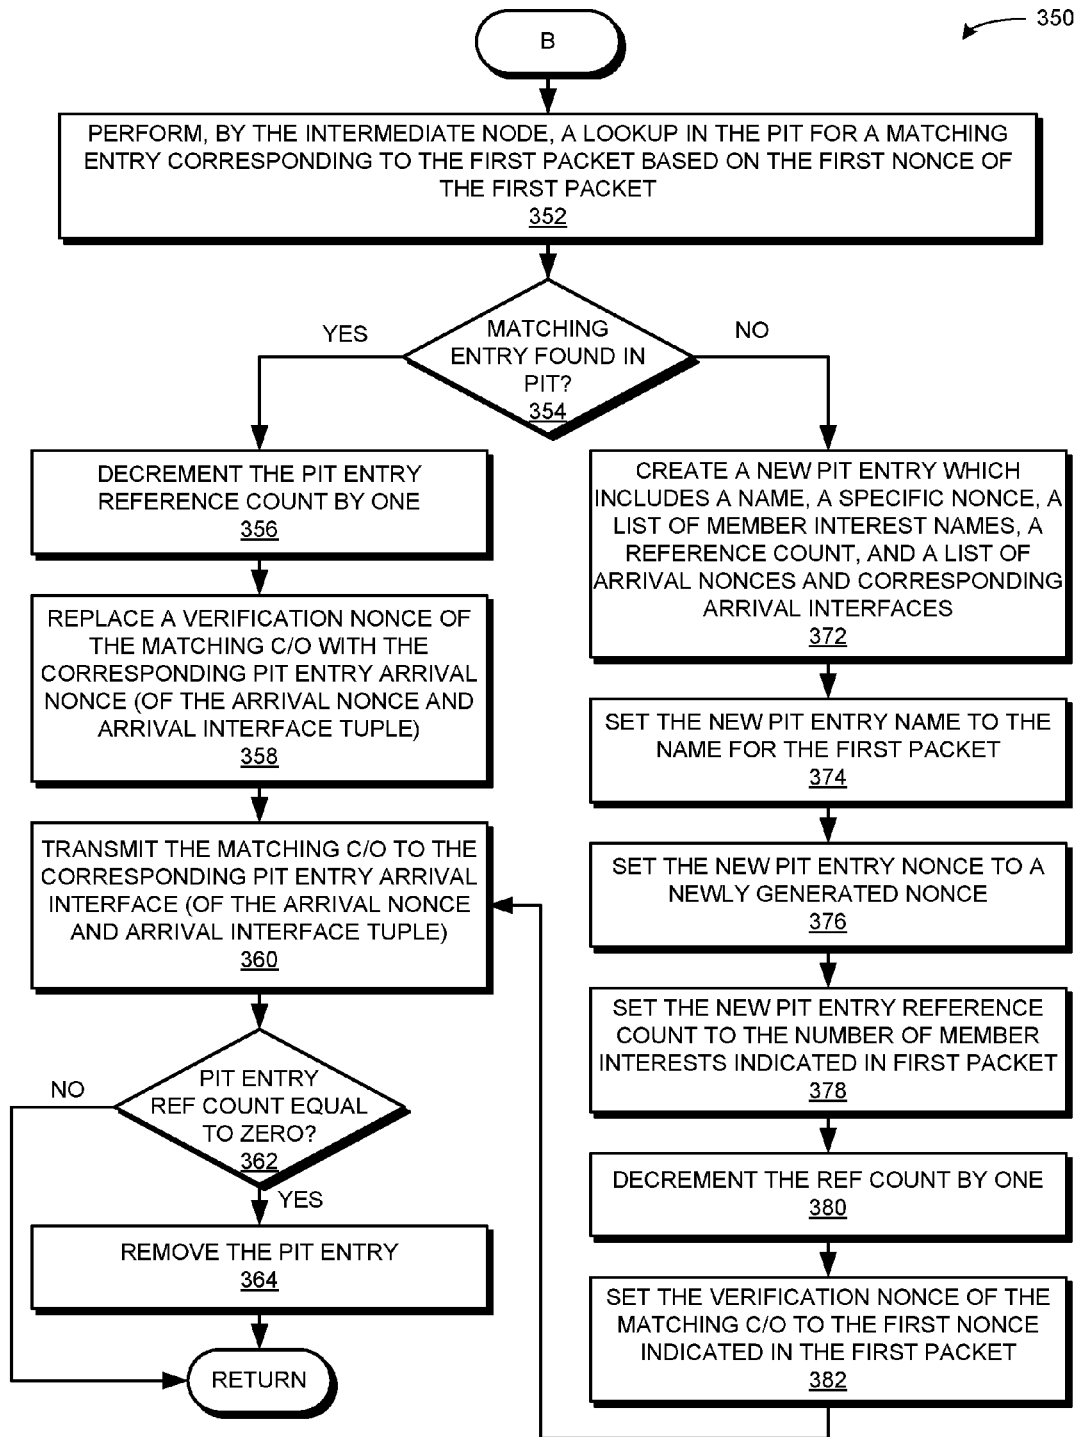 350
B
PERFORM, BY THE INTERMEDIATE NODE, A LOOKUP IN THE PIT FOR A MATCHING
ENTRY CORRESPONDING TO THE FIRST PACKET BASED ON THE FIRST NONCE OF
THE FIRST PACKET
352
YES
MATCHING
ENTRY FOUND IN
PIT?
354
NO
DECREMENT THE PIT ENTRY
REFERENCE COUNT BY ONE
356
REPLACE A VERIFICATION NONCE OF
THE MATCHING C/O WITH THE
CORRESPONDING PIT ENTRY ARRIVAL
NONCE (OF THE ARRIVAL NONCE AND
ARRIVAL INTERFACE TUPLE)
358
TRANSMIT THE MATCHING C/O TO THE
CORRESPONDING PIT ENTRY ARRIVAL
INTERFACE (OF THE ARRIVAL NONCE
AND ARRIVAL INTERFACE TUPLE)
360
NO
PIT ENTRY
REF COUNT EQUAL
TO ZERO?
362
YES
REMOVE THE PIT ENTRY
364
RETURN
CREATE A NEW PIT ENTRY WHICH
INCLUDES A NAME, A SPECIFIC NONCE, A
LIST OF MEMBER INTEREST NAMES, A
REFERENCE COUNT, AND A LIST OF
ARRIVAL NONCES AND CORRESPONDING
ARRIVAL INTERFACES
372
SET THE NEW PIT ENTRY NAME TO THE
NAME FOR THE FIRST PACKET
374
SET THE NEW PIT ENTRY NONCE TO A
NEWLY GENERATED NONCE
376
SET THE NEW PIT ENTRY REFERENCE
COUNT TO THE NUMBER OF MEMBER
INTERESTS INDICATED IN FIRST PACKET
378
DECREMENT THE REF COUNT BY ONE
380
SET THE VERIFICATION NONCE OF THE
MATCHING C/O TO THE FIRST NONCE
INDICATED IN THE FIRST PACKET
382